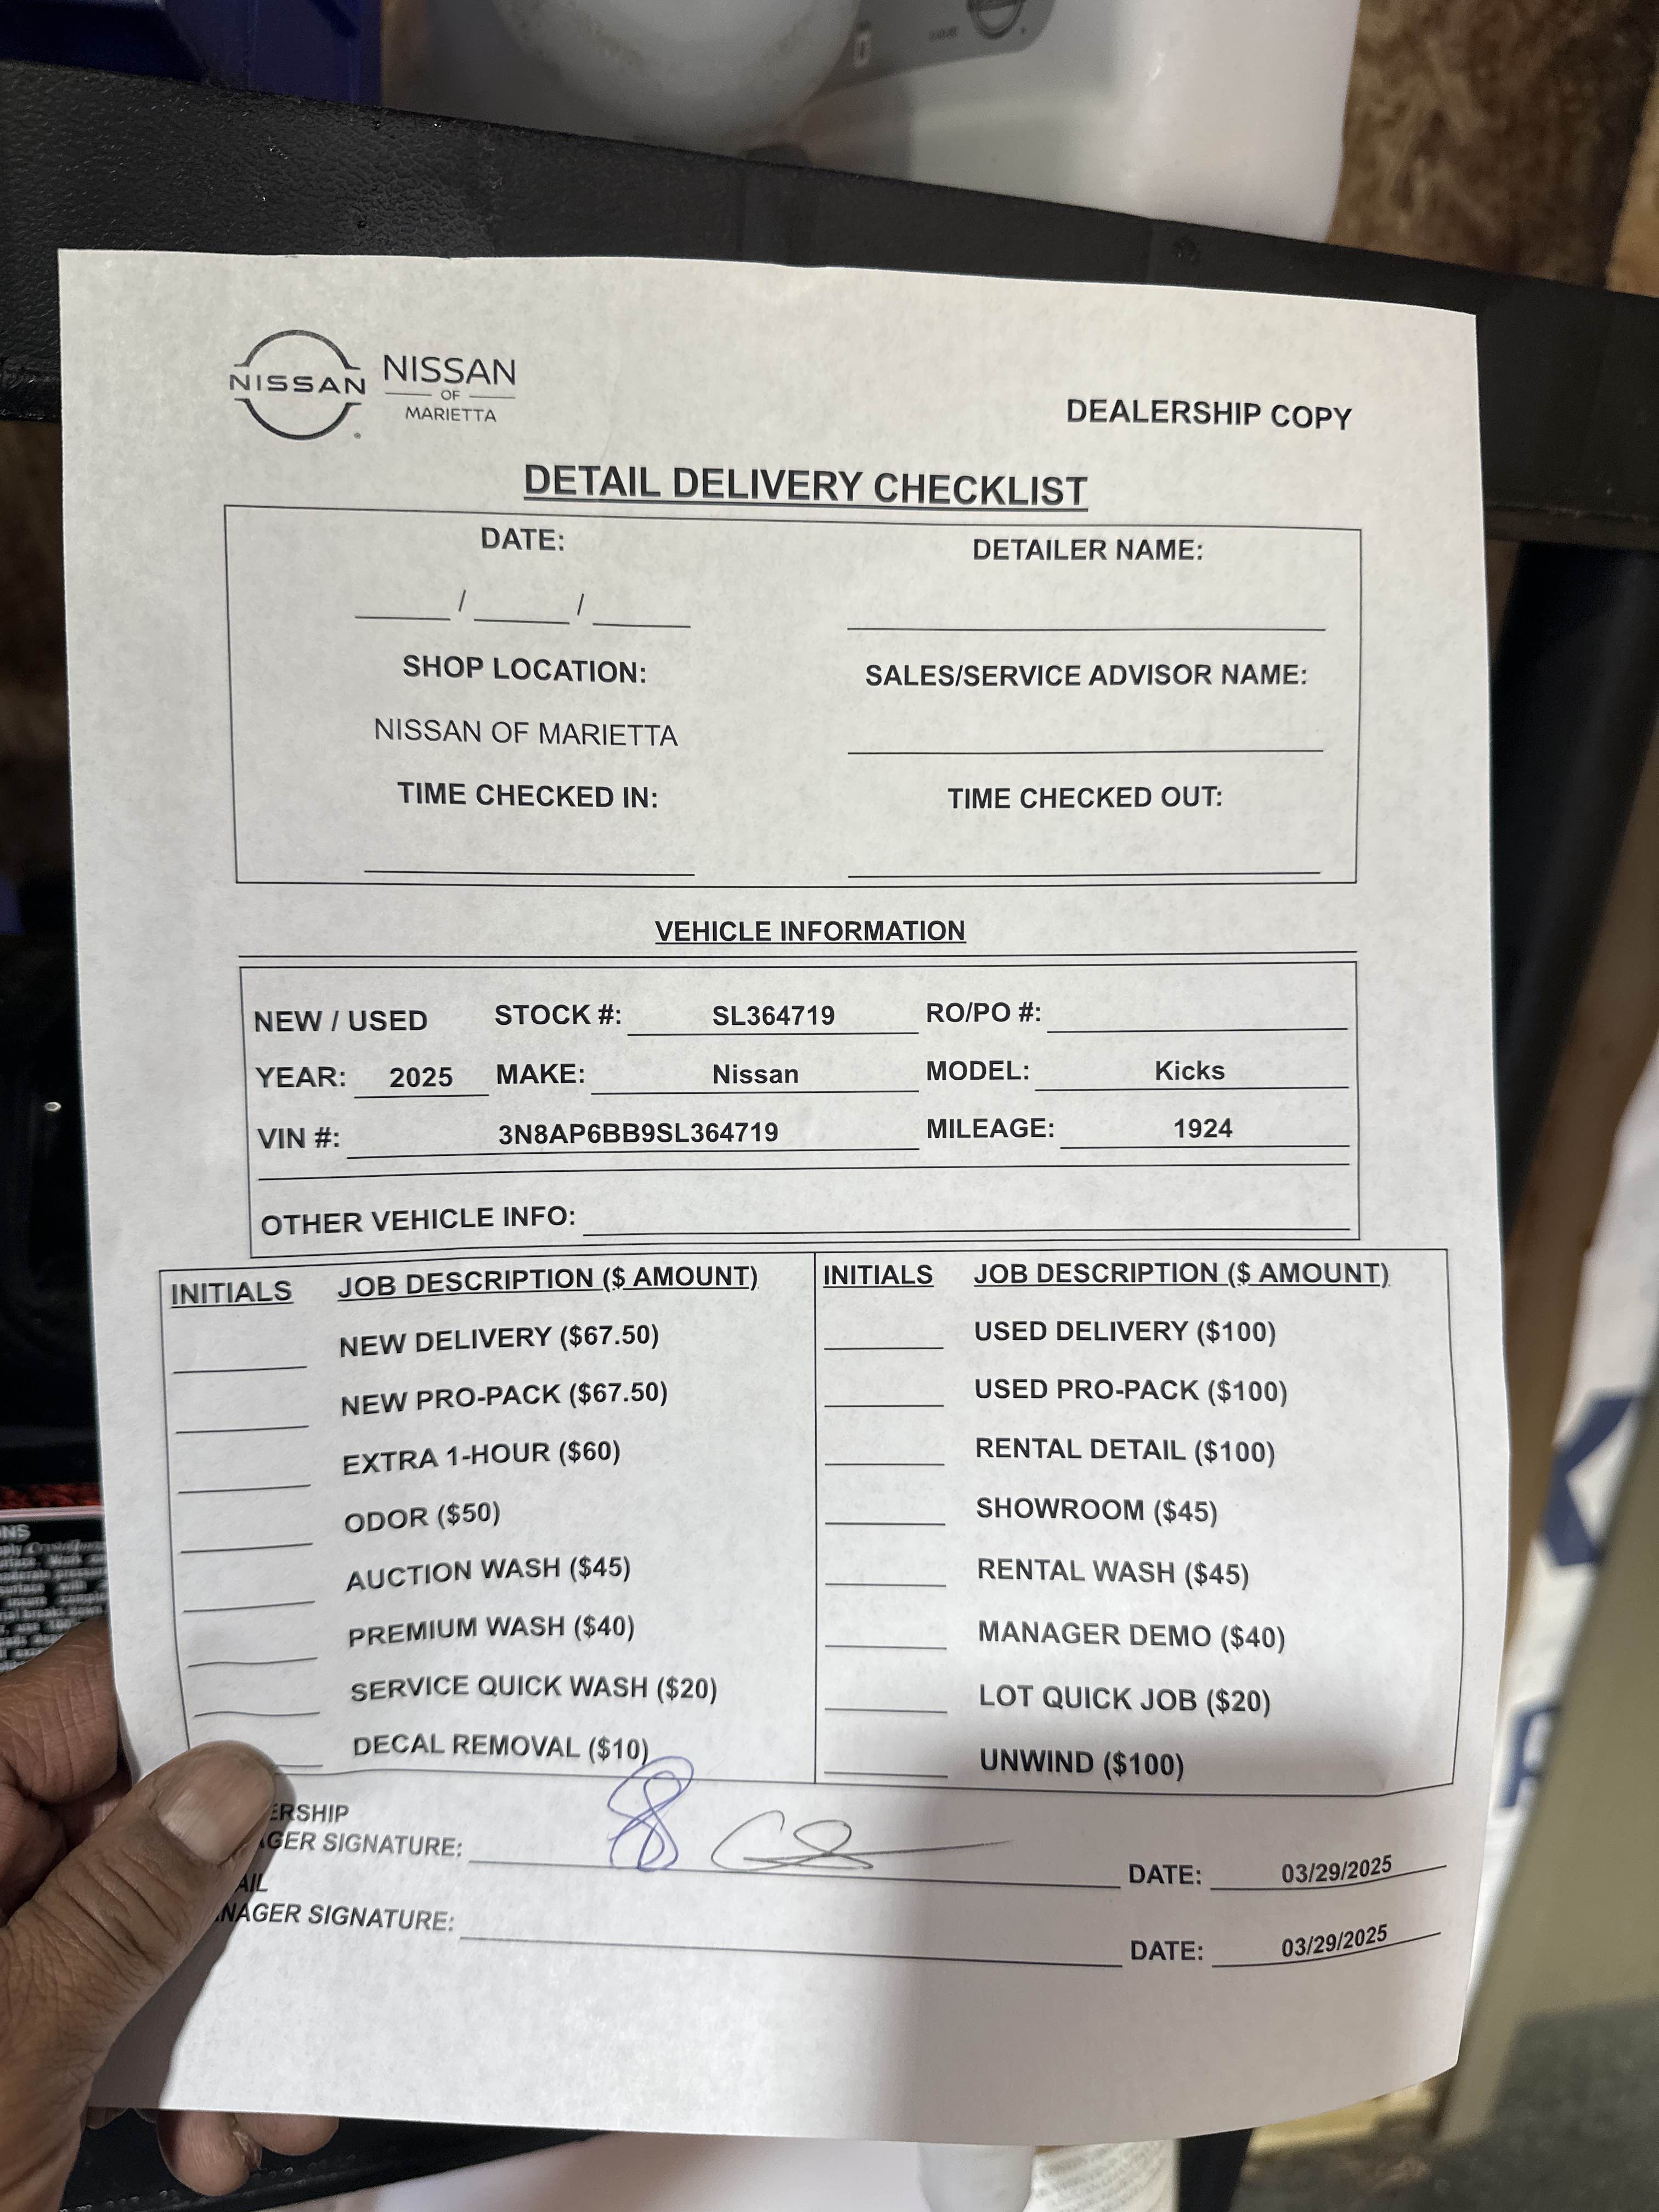 NISSAN
NISSAN
OF
MARIETTA
DEALERSHIP COPY
DETAIL DELIVERY CHECKLIST
DATE:
DETAILER NAME:
/ /
SHOP LOCATION:
SALES/SERVICE ADVISOR NAME:
NISSAN OF MARIETTA
TIME CHECKED IN:
TIME CHECKED OUT:
VEHICLE INFORMATION
NEW / USED STOCK #: SL364719 RO/PO #:
YEAR: 2025 MAKE: Nissan MODEL: Kicks
VIN #: 3N8AP6BB9SL364719 MILEAGE: 1924
OTHER VEHICLE INFO:
INITIALS JOB DESCRIPTION ($ AMOUNT)
NEW DELIVERY ($67.50)
NEW PRO-PACK ($67.50)
EXTRA 1-HOUR ($60)
ODOR ($50)
AUCTION WASH ($45)
PREMIUM WASH ($40)
SERVICE QUICK WASH ($20)
DECAL REMOVAL ($10)
INITIALS JOB DESCRIPTION ($ AMOUNT)
USED DELIVERY ($100)
USED PRO-PACK ($100)
RENTAL DETAIL ($100)
SHOWROOM ($45)
RENTAL WASH ($45)
MANAGER DEMO ($40)
LOT QUICK JOB ($20)
UNWIND ($100)
ERSHIP
GER SIGNATURE: DATE: 03/29/2025
AIL
NAGER SIGNATURE: DATE: 03/29/2025